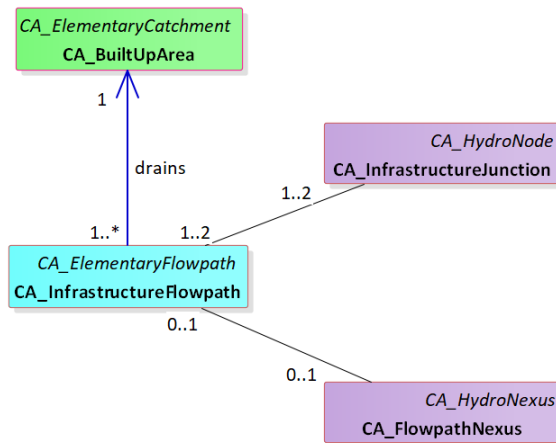 CA_ElementaryCatchment
CA_BuiltUpArea
1
drains
CA_HydroNode
CA_InfrastructureJunction
1..2
1..*
1..2
CA_ElementaryFlowpath
CA_InfrastructureFlowpath
0..1
0..1
CA_HydroNexus
CA_FlowpathNexus